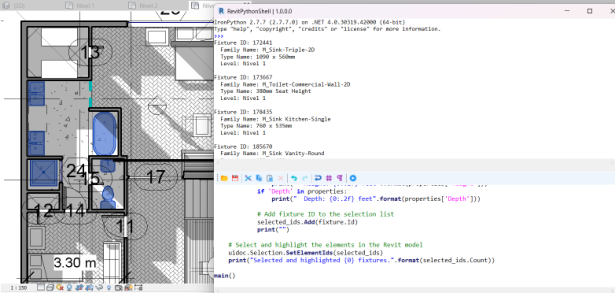 (3D)
Nivel 1
Nivel 2
RevitPythonShell | 1.0.0.0
IronPython 2.7.7 (2.7.7.0) on .NET 4.0.30319.42000 (64-bit)
Type "help", "copyright", "credits" or "license" for more information.
>>>
Fixture ID: 172441
Family Name: M_Sink-Triple-2D
Type Name: 1090 x 560mm
Level: Nivel 1
Fixture ID: 173667
Family Name: M_Toilet-Commercial-Wall-2D
Type Name: 380mm Seat Height
Level: Nivel 1
Fixture ID: 178435
Family Name: M_Sink Kitchen-Single
Type Name: 760 x 535mm
Level: Nivel 1
Fixture ID: 185670
Family Name: M_Sink Vanity-Round
if 'Depth' in properties:
print("  Depth: {0:.2f} feet".format(properties['Depth']))
# Add fixture ID to the selection list
selected_ids.Add(fixture.Id)
print("")
# Select and highlight the elements in the Revit model
uidoc.Selection.SetElementIds(selected_ids)
print("Selected and highlighted {0} fixtures.".format(selected_ids.Count))
main()
13
24
15
17
12
14
11
3.30 m
1 : 150